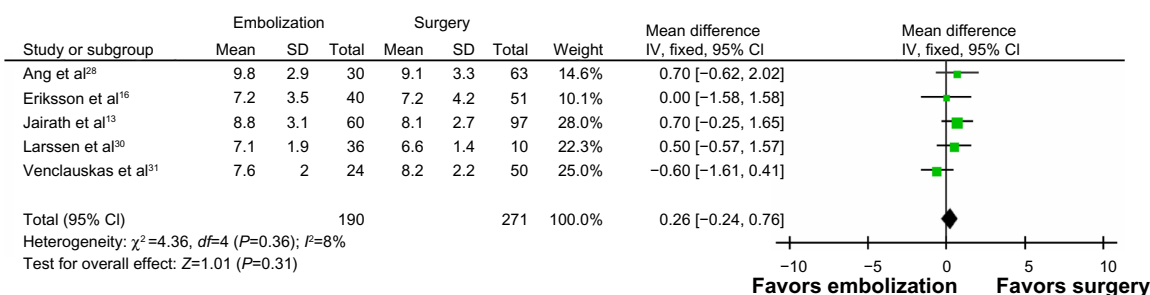 Embolization Surgery Mean difference Mean difference
Study or subgroup Mean SD Total Mean SD Total Weight IV, fixed, 95% CI IV, fixed, 95% CI
Ang et al²⁸ 9.8 2.9 30 9.1 3.3 63 14.6% 0.70 [−0.62, 2.02]
Eriksson et al¹⁶ 7.2 3.5 40 7.2 4.2 51 10.1% 0.00 [−1.58, 1.58]
Jairath et al¹³ 8.8 3.1 60 8.1 2.7 97 28.0% 0.70 [−0.25, 1.65]
Larssen et al³⁰ 7.1 1.9 36 6.6 1.4 10 22.3% 0.50 [−0.57, 1.57]
Venclauskas et al³¹ 7.6 2 24 8.2 2.2 50 25.0% −0.60 [−1.61, 0.41]
Total (95% CI) 190 271 100.0% 0.26 [−0.24, 0.76]
Heterogeneity: χ²=4.36, df=4 (P=0.36); I²=8%
Test for overall effect: Z=1.01 (P=0.31)
−10 −5 0 5 10
Favors embolization Favors surgery